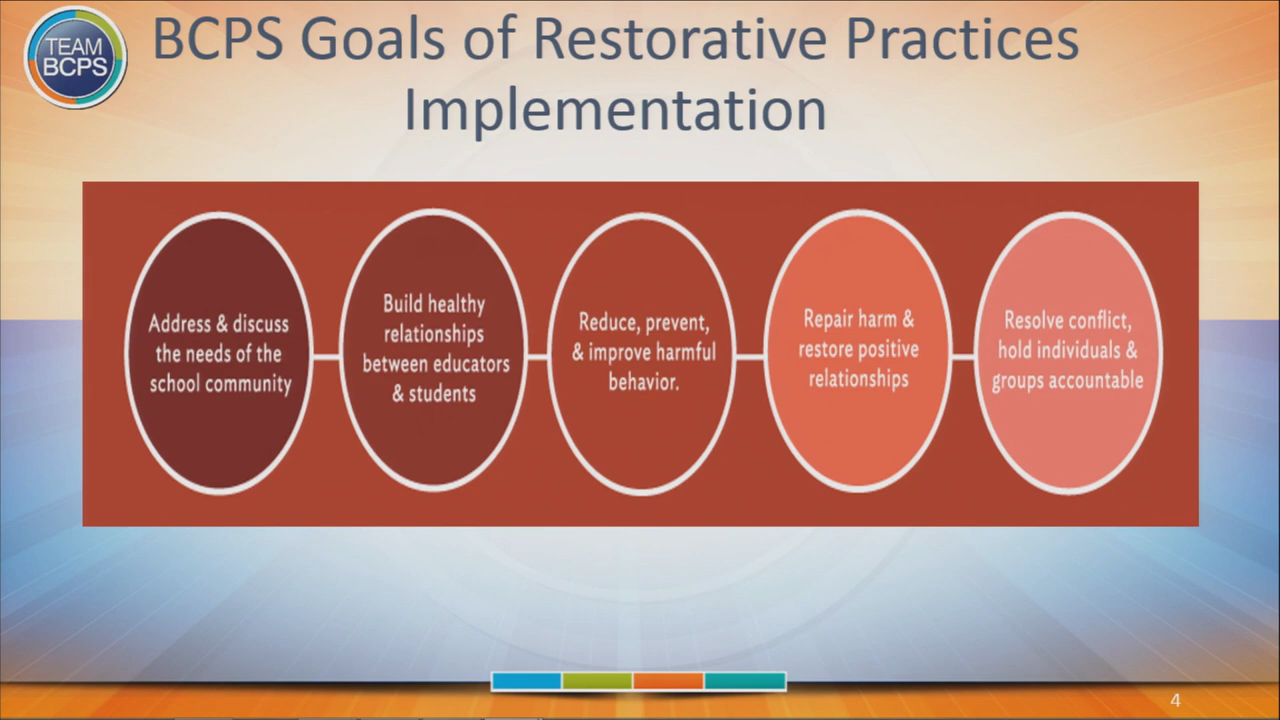 TEAM
BCPS
BCPS Goals of Restorative Practices
Implementation
Address & discuss
the needs of the
school community
Build healthy
relationships
between educators
& students
Reduce, prevent,
& improve harmful
behavior.
Repair harm &
restore positive
relationships
Resolve conflict,
hold individuals &
groups accountable
4